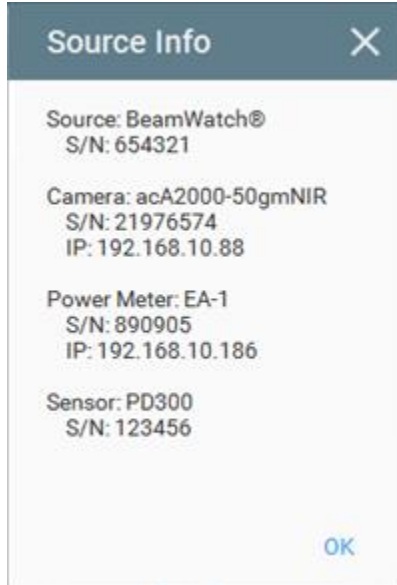 Source Info
Source: BeamWatch®
S/N: 654321
Camera: acA2000-50gmNIR
S/N: 21976574
IP: 192.168.10.88
Power Meter: EA-1
S/N: 890905
IP: 192.168.10.186
Sensor: PD300
S/N: 123456
OK